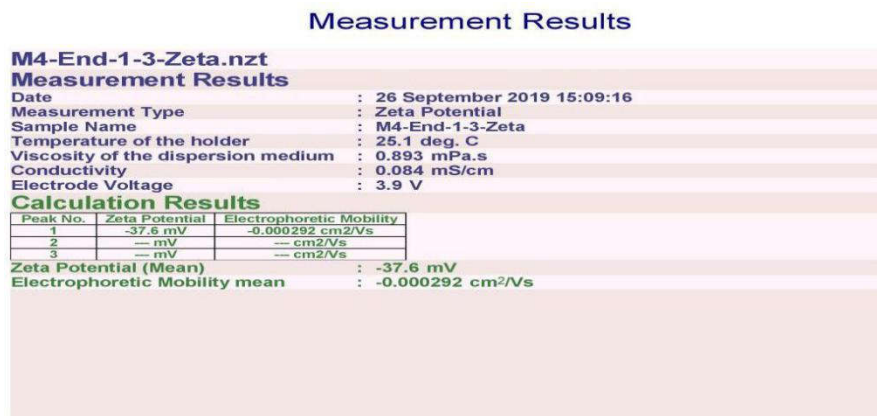 Measurement Results
M4-End-1-3-Zeta.nzt
Measurement Results
Date : 26 September 2019 15:09:16
Measurement Type : Zeta Potential
Sample Name : M4-End-1-3-Zeta
Temperature of the holder : 25.1 deg. C
Viscosity of the dispersion medium : 0.893 mPa.s
Conductivity : 0.084 mS/cm
Electrode Voltage : 3.9 V
Calculation Results
Peak No. Zeta Potential Electrophoretic Mobility
1 -37.6 mV -0.000292 cm2/Vs
2 --- mV --- cm2/Vs
3 --- mV --- cm2/Vs
Zeta Potential (Mean) : -37.6 mV
Electrophoretic Mobility mean : -0.000292 cm²/Vs